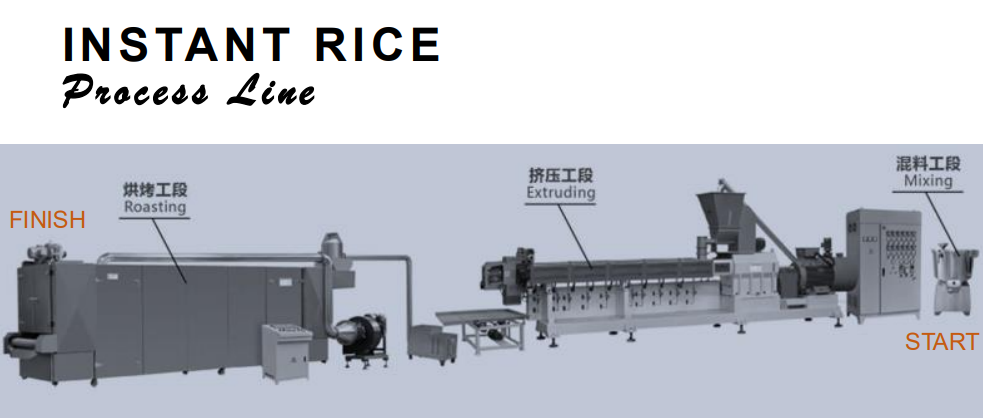 INSTANT RICE
Process Line
混料工段
Mixing
挤压工段
Extruding
烘烤工段
Roasting
FINISH
START